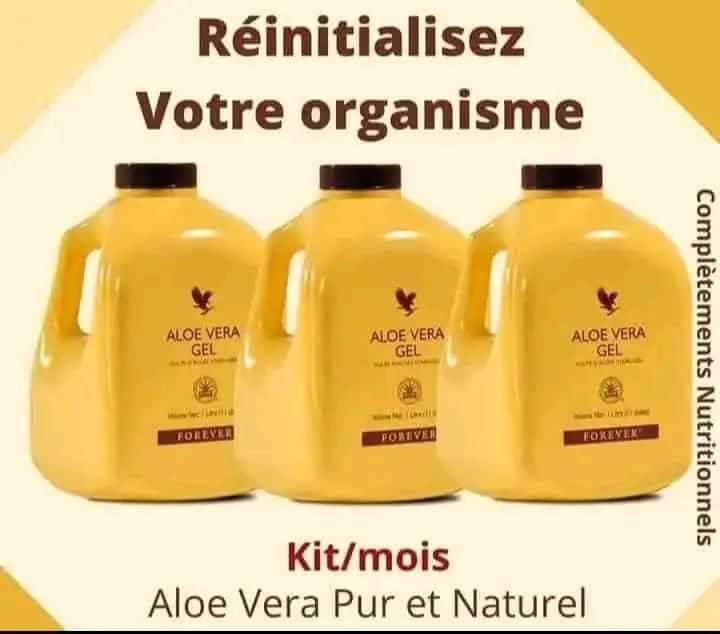 Réinitialisez
Votre organisme
ALOE VERA
GEL
FOREVER
ALOE VERA
GEL
FOREVER
ALOE VERA
GEL
FOREVER
Complètements Nutritionnels
Kit/mois
Aloe Vera Pur et Naturel